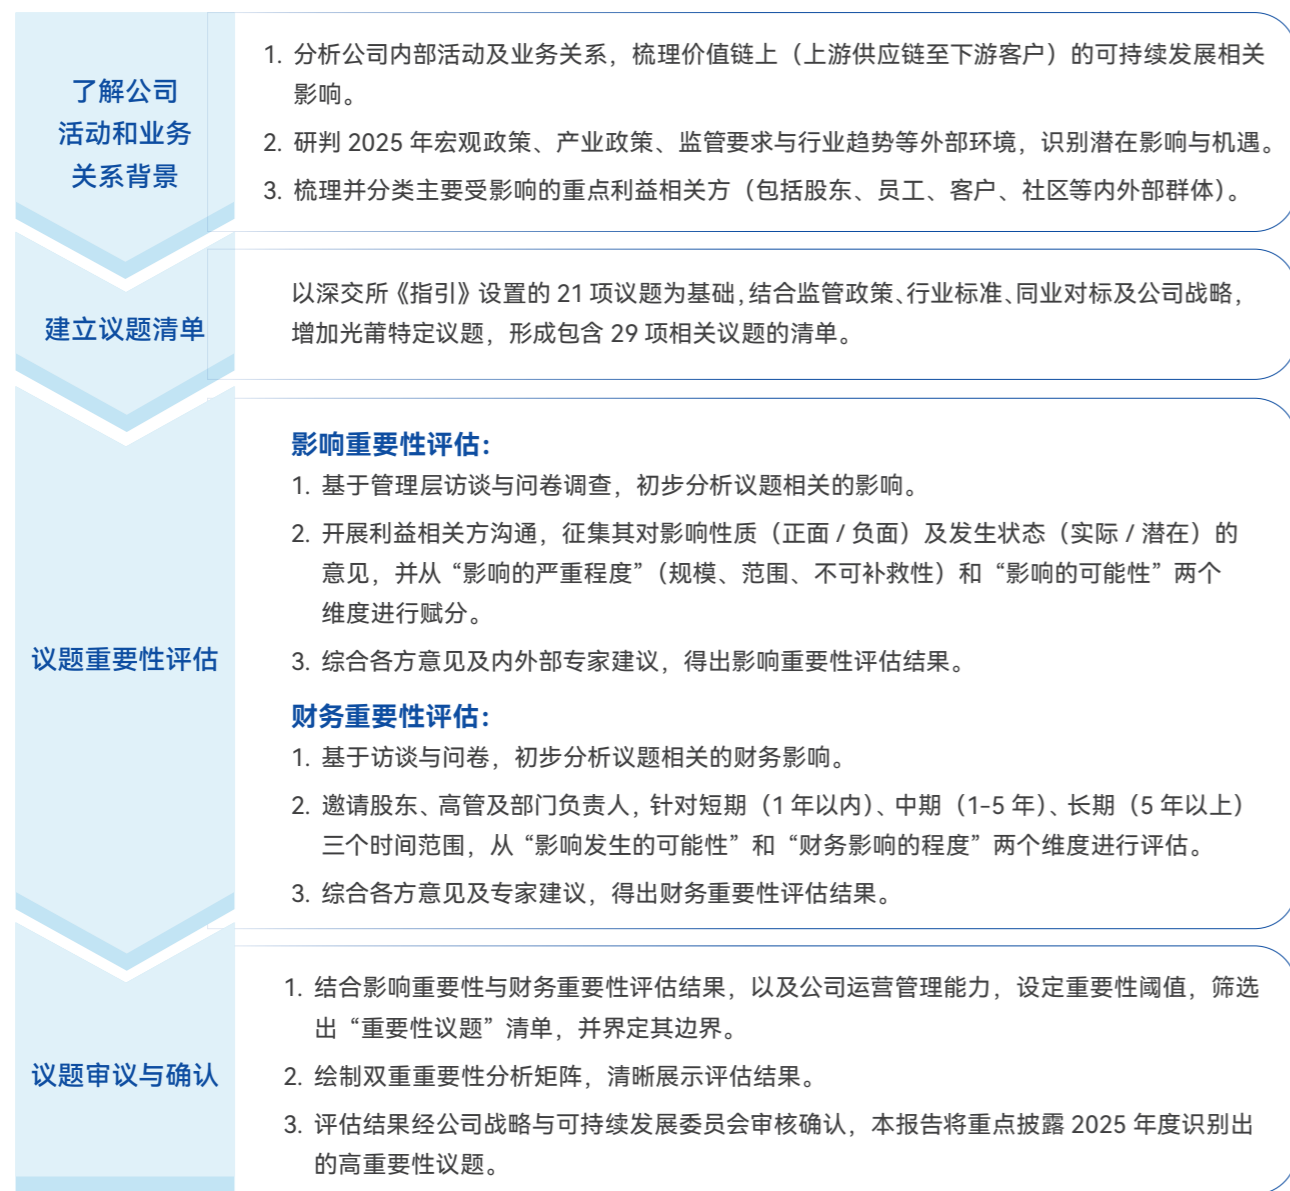 了解公司
活动和业务
关系背景
1. 分析公司内部活动及业务关系，梳理价值链上（上游供应链至下游客户）的可持续发展相关
影响。
2. 研判 2025 年宏观政策、产业政策、监管要求与行业趋势等外部环境，识别潜在影响与机遇。
3. 梳理并分类主要受影响的重点利益相关方（包括股东、员工、客户、社区等内外部群体）。
建立议题清单
以深交所《指引》设置的 21 项议题为基础，结合监管政策、行业标准、同业对标及公司战略，
增加光莆特定议题，形成包含 29 项相关议题的清单。
议题重要性评估
影响重要性评估：
1. 基于管理层访谈与问卷调查，初步分析议题相关的影响。
2. 开展利益相关方沟通，征集其对影响性质（正面 / 负面）及发生状态（实际 / 潜在）的
意见，并从“影响的严重程度”（规模、范围、不可补救性）和“影响的可能性”两个
维度进行赋分。
3. 综合各方意见及内外部专家建议，得出影响重要性评估结果。
财务重要性评估：
1. 基于访谈与问卷，初步分析议题相关的财务影响。
2. 邀请股东、高管及部门负责人，针对短期（1 年以内）、中期（1-5 年）、长期（5 年以上）
三个时间范围，从“影响发生的可能性”和“财务影响的程度”两个维度进行评估。
3. 综合各方意见及专家建议，得出财务重要性评估结果。
议题审议与确认
1. 结合影响重要性与财务重要性评估结果，以及公司运营管理能力，设定重要性阈值，筛选
出“重要性议题”清单，并界定其边界。
2. 绘制双重重要性分析矩阵，清晰展示评估结果。
3. 评估结果经公司战略与可持续发展委员会审核确认，本报告将重点披露 2025 年度识别出
的高重要性议题。